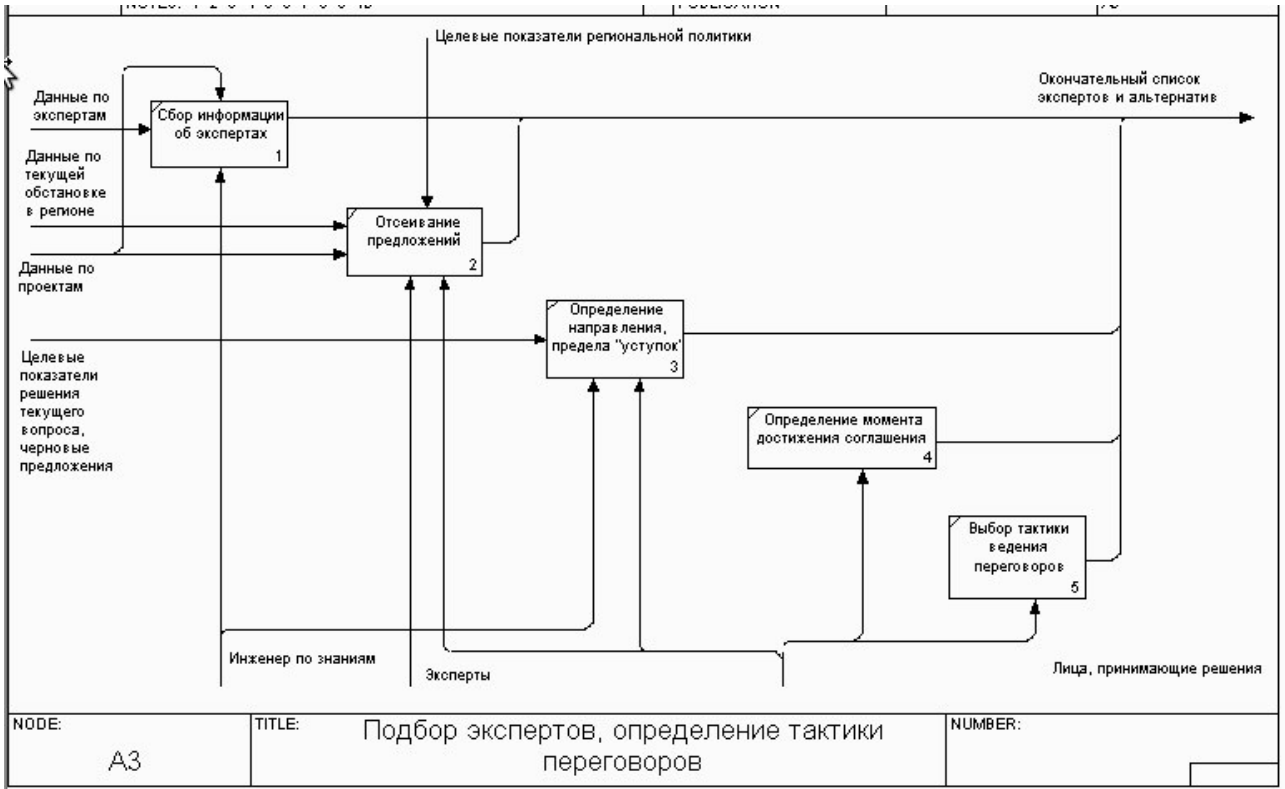 Целевые показатели региональной политики
Окончательный список
экспертов и альтернатив
Данные по
экспертам
Сбор информации
об экспертах
1
Данные по
текущей
обстановке
в регионе
Отсеивание
предложений
2
Данные по
проектам
Определение
направления,
предела "уступок"
3
Целевые
показатели
решения
текущего
вопроса,
черновые
предложения
Определение момента
достижения соглашения
4
Выбор тактики
ведения
переговоров
5
Инженер по знаниям
Эксперты
Лица, принимающие решения
NODE:
A3
TITLE:
Подбор экспертов, определение тактики
переговоров
NUMBER: